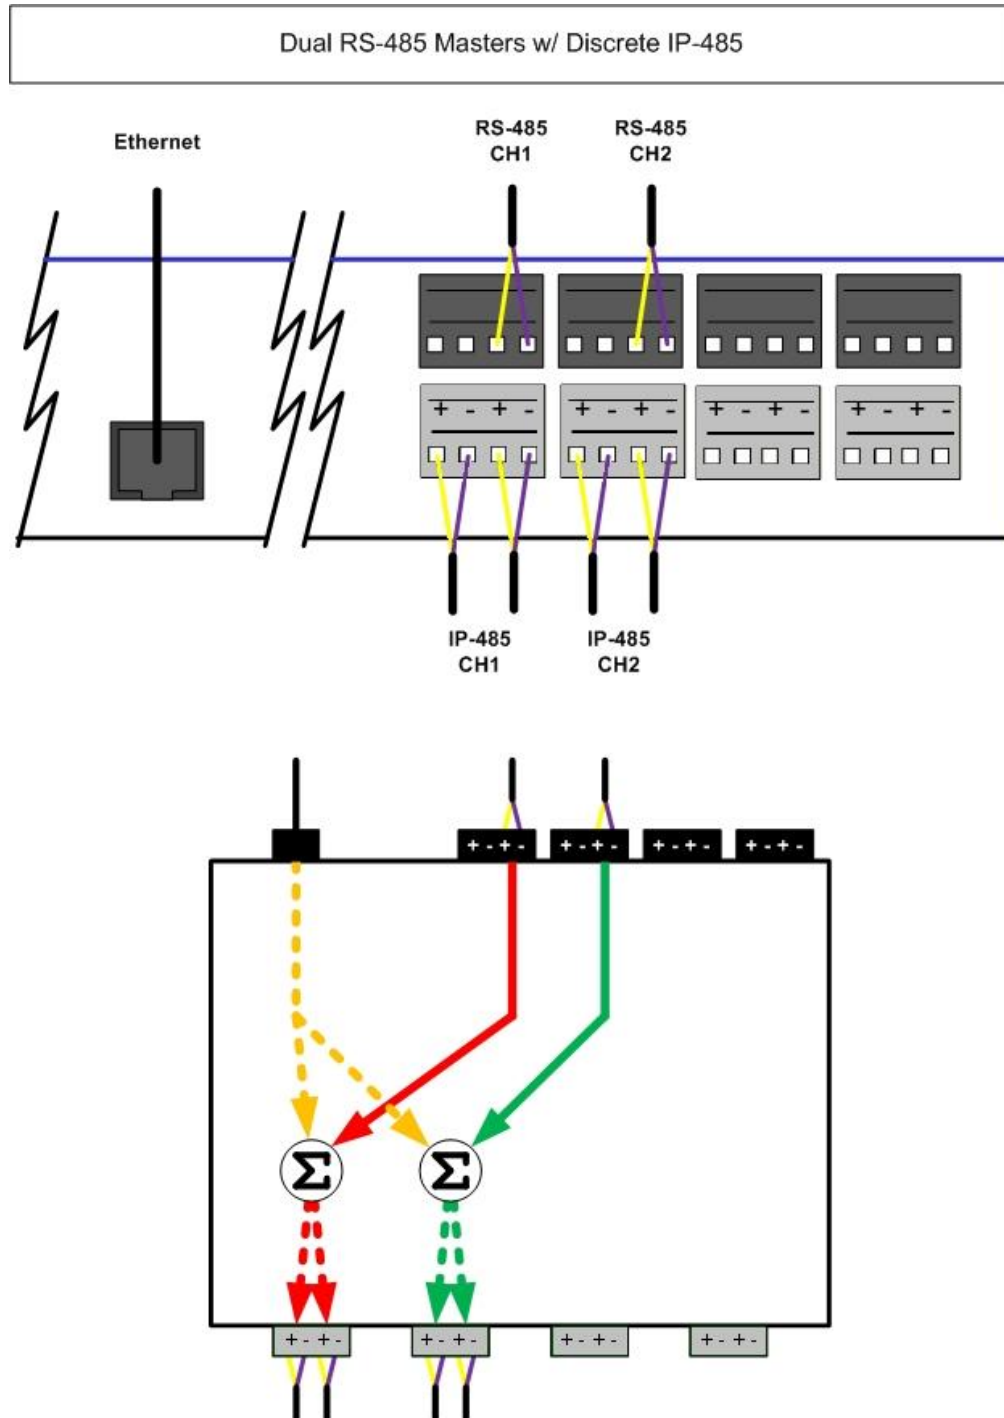 Dual RS-485 Masters w/ Discrete IP-485
Ethernet
RS-485
CH1
RS-485
CH2
+ - + -
+ - + -
+ - + -
+ - + -
IP-485
CH1
IP-485
CH2
+ - + -
+ - + -
+ - + -
+ - + -
Σ
Σ
+ - + -
+ - + -
+ - + -
+ - + -